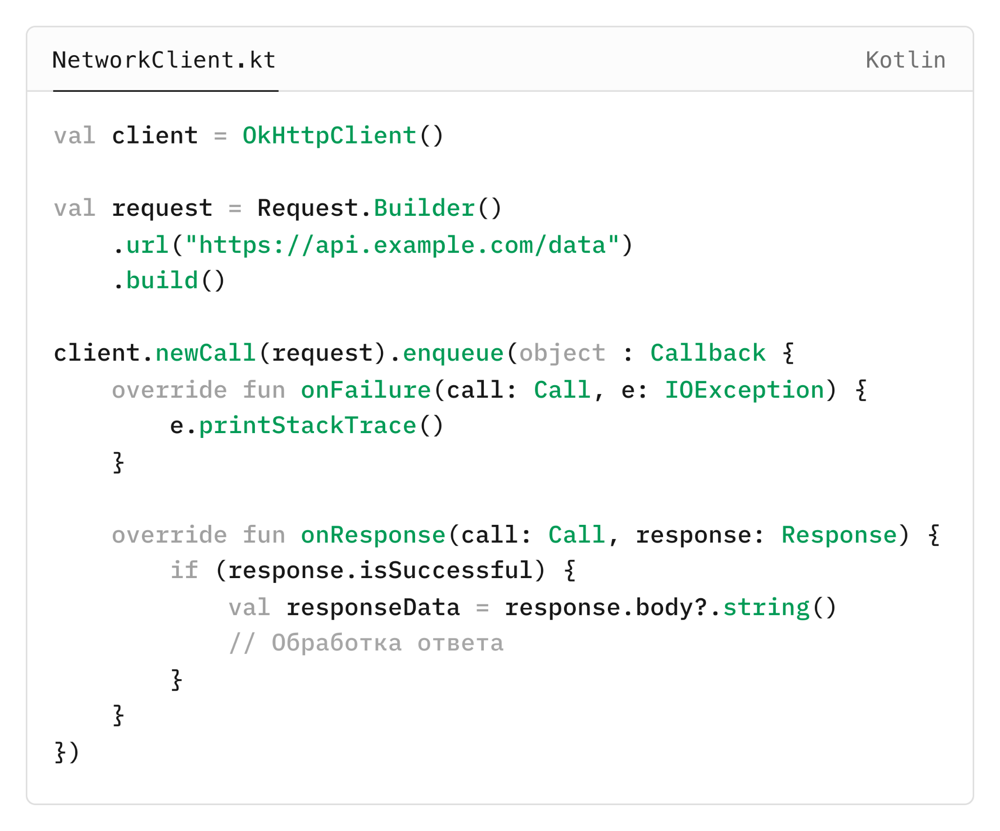 NetworkClient.kt
Kotlin
val client = OkHttpClient()
val request = Request.Builder()
    .url("https://api.example.com/data")
    .build()
client.newCall(request).enqueue(object : Callback {
    override fun onFailure(call: Call, e: IOException) {
        e.printStackTrace()
    }
    override fun onResponse(call: Call, response: Response) {
        if (response.isSuccessful) {
            val responseData = response.body?.string()
            // Обработка ответа
        }
    }
})